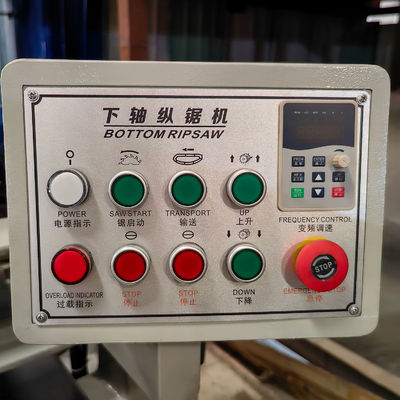 下轴纵锯机
BOTTOM RIPSAW
POWER
电源指示
SAW START
锯启动
TRANSPORT
输送
UP
上升
FREQUENCY CONTROL
变频调速
STOP
OVERLOAD INDICATOR
过载指示
STOP
停止
STOP
停止
DOWN
下降
EMERGENCY STOP
急停